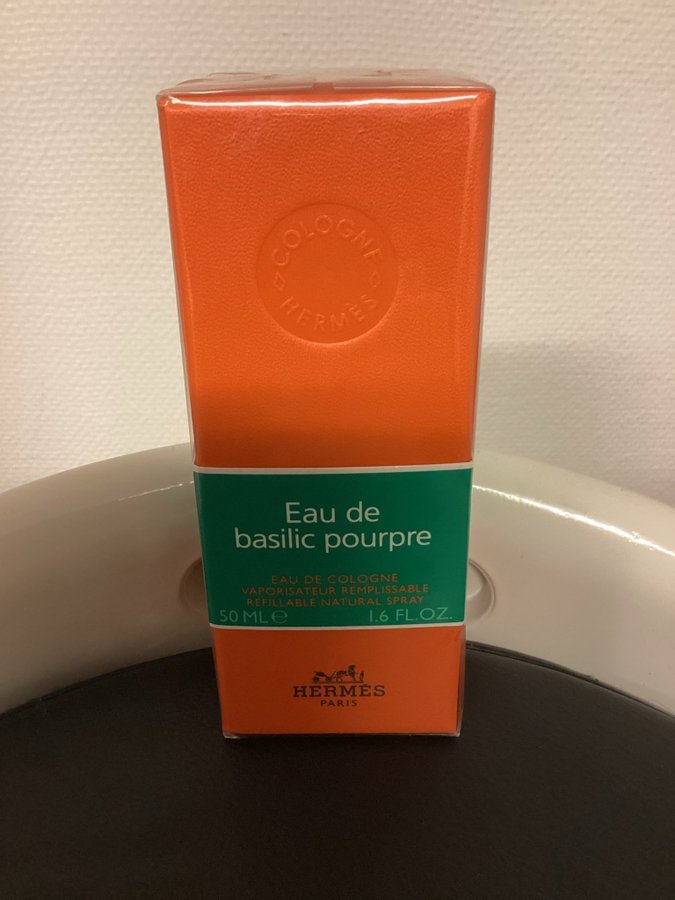 COLOGNE
HERMÈS
Eau de
basilic pourpre
EAU DE COLOGNE
VAPORISATEUR REMPLISSABLE
REFILLABLE NATURAL SPRAY
50 ML ℮ 1.6 FL.OZ.
HERMÈS
PARIS